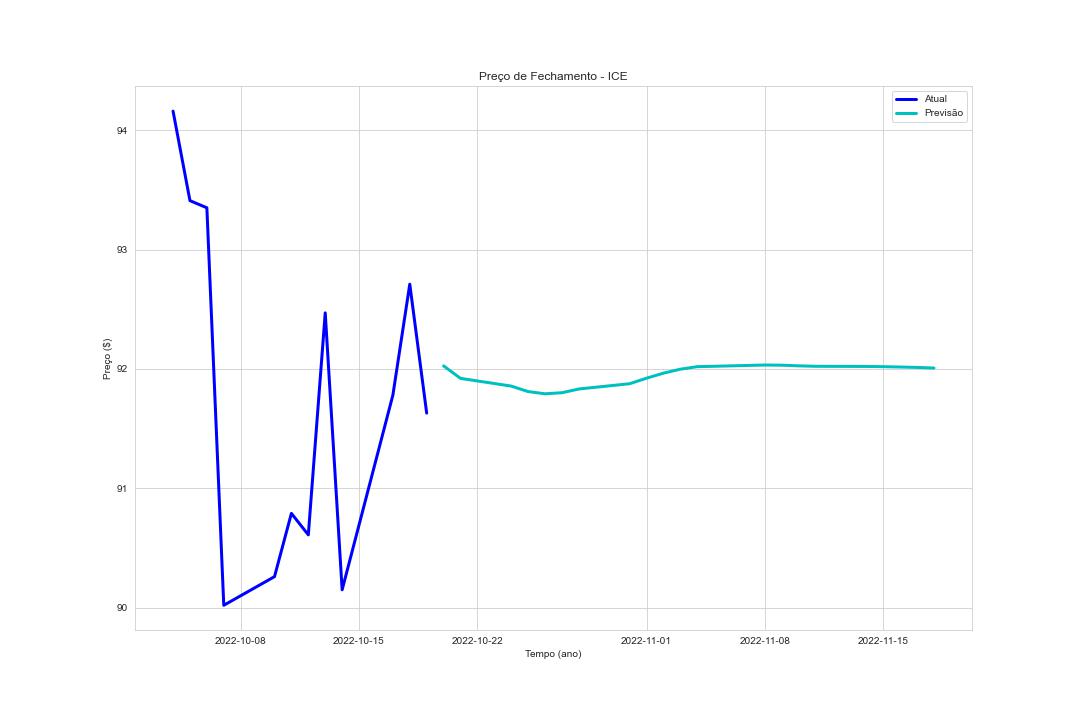 Preço de Fechamento - ICE
Atual
Previsão
94
93
92
91
90
Preço ($)
2022-10-08
2022-10-15
2022-10-22
2022-11-01
2022-11-08
2022-11-15
Tempo (ano)